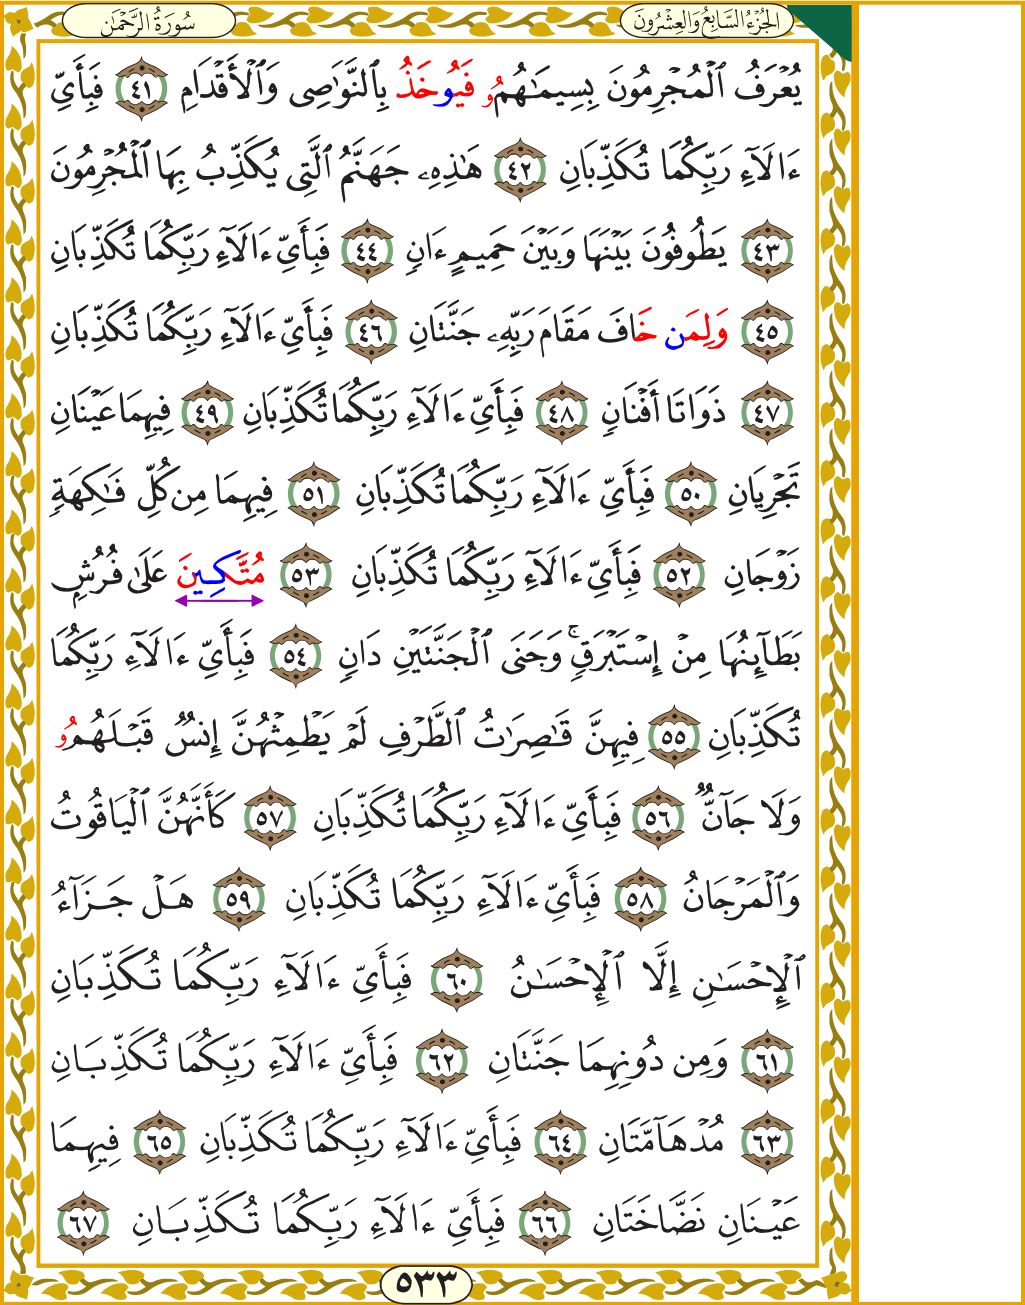 الجُزْءُ السَّابِعُ وَالْعِشْرُونَ
سُورَةُ الرَّحْمَٰن
يُعْرَفُ ٱلْمُجْرِمُونَ بِسِيمَـٰهُمُۥ فَيُوخَذُ بِٱلنَّوَٰصِى وَٱلْأَقْدَامِ ٤١ فَبِأَىِّ
ءَالَآءِ رَبِّكُمَا تُكَذِّبَانِ ٤٢ هَـٰذِهِۦ جَهَنَّمُ ٱلَّتِى يُكَذِّبُ بِهَا ٱلْمُجْرِمُونَ
٤٣ يَطُوفُونَ بَيْنَهَا وَبَيْنَ حَمِيمٍ ءَانٍ ٤٤ فَبِأَىِّ ءَالَآءِ رَبِّكُمَا تُكَذِّبَانِ
٤٥ وَلِمَن خَافَ مَقَامَ رَبِّهِۦ جَنَّتَانِ ٤٦ فَبِأَىِّ ءَالَآءِ رَبِّكُمَا تُكَذِّبَانِ
٤٧ ذَوَاتَا أَفْنَانٍ ٤٨ فَبِأَىِّ ءَالَآءِ رَبِّكُمَا تُكَذِّبَانِ ٤٩ فِيهِمَا عَيْنَانِ
تَجْرِيَانِ ٥٠ فَبِأَىِّ ءَالَآءِ رَبِّكُمَا تُكَذِّبَانِ ٥١ فِيهِمَا مِن كُلِّ فَـٰكِهَةٍ
زَوْجَانِ ٥٢ فَبِأَىِّ ءَالَآءِ رَبِّكُمَا تُكَذِّبَانِ ٥٣ مُتَّكِـينَ عَلَىٰ فُرُشٍ
بَطَآئِنُهَا مِنْ إِسْتَبْرَقٍ ۚ وَجَنَى ٱلْجَنَّتَيْنِ دَانٍ ٥٤ فَبِأَىِّ ءَالَآءِ رَبِّكُمَا
تُكَذِّبَانِ ٥٥ فِيهِنَّ قَـٰصِرَٰتُ ٱلطَّرْفِ لَمْ يَطْمِثْهُنَّ إِنسٌ قَبْلَهُمُۥ
وَلَا جَآنٌّ ٥٦ فَبِأَىِّ ءَالَآءِ رَبِّكُمَا تُكَذِّبَانِ ٥٧ كَأَنَّهُنَّ ٱلْيَاقُوتُ
وَٱلْمَرْجَانُ ٥٨ فَبِأَىِّ ءَالَآءِ رَبِّكُمَا تُكَذِّبَانِ ٥٩ هَلْ جَزَآءُ
ٱلْإِحْسَـٰنِ إِلَّا ٱلْإِحْسَـٰنُ ٦٠ فَبِأَىِّ ءَالَآءِ رَبِّكُمَا تُكَذِّبَانِ
٦١ وَمِن دُونِهِمَا جَنَّتَانِ ٦٢ فَبِأَىِّ ءَالَآءِ رَبِّكُمَا تُكَذِّبَانِ
٦٣ مُدْهَآمَّتَانِ ٦٤ فَبِأَىِّ ءَالَآءِ رَبِّكُمَا تُكَذِّبَانِ ٦٥ فِيهِمَا
عَيْنَانِ نَضَّاخَتَانِ ٦٦ فَبِأَىِّ ءَالَآءِ رَبِّكُمَا تُكَذِّبَانِ ٦٧
٥٣٣